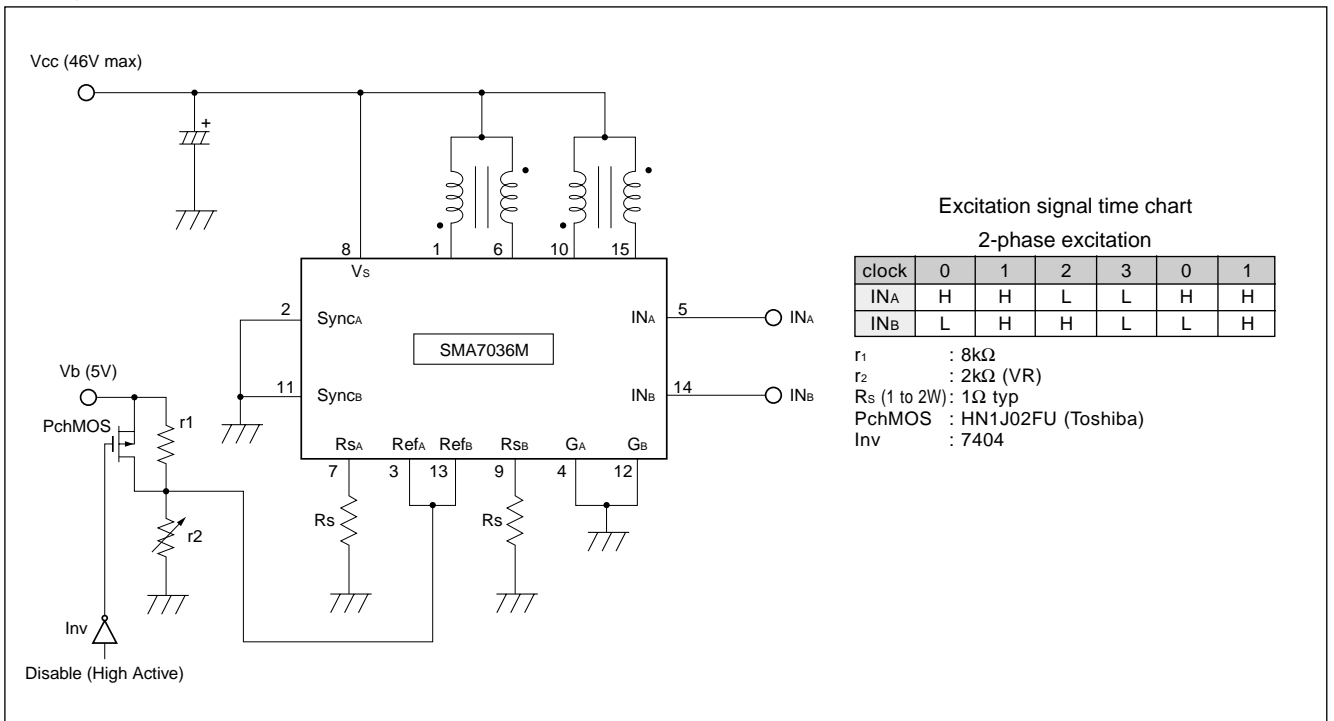 Vcc (46V max)
+
8 1 6 10 15
Vs
2 SyncA
INA 5 INA
SMA7036M
Vb (5V)
11 SyncB
INB 14 INB
PchMOS
r1
RsA RefA RefB RsB GA GB
7 3 13 9 4 12
Rs
Rs
r2
Inv
Disable (High Active)
Excitation signal time chart
2-phase excitation
clock 0 1 2 3 0 1
INA H H L L H H
INB L H H L L H
r1 : 8kΩ
r2 : 2kΩ (VR)
Rs (1 to 2W) : 1Ω typ
PchMOS : HN1J02FU (Toshiba)
Inv : 7404